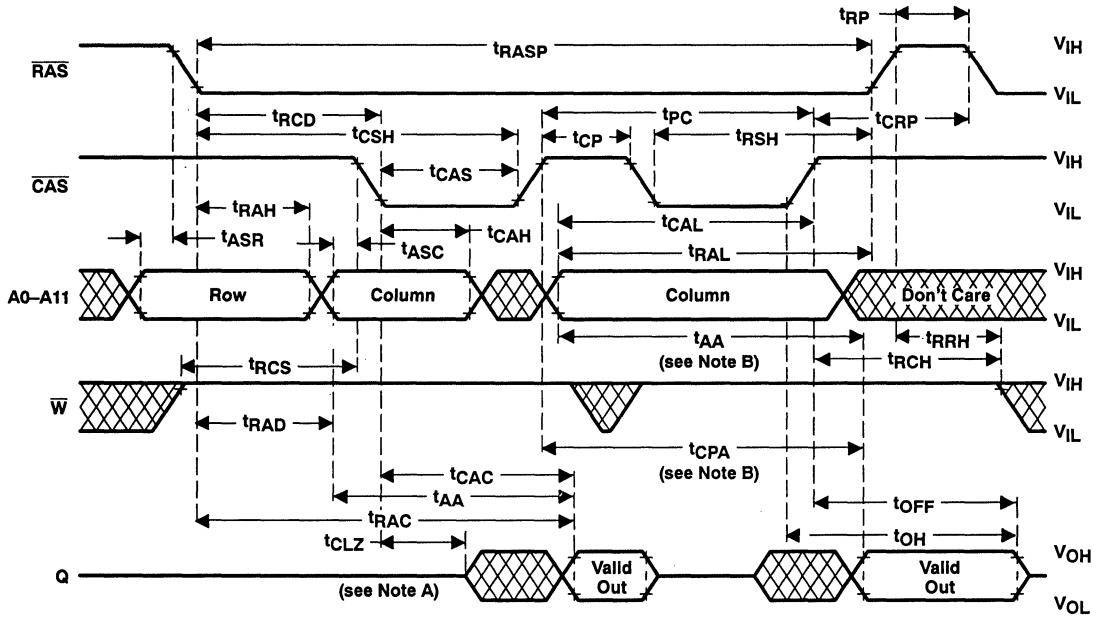 tRP
tRASP
VIH
RAS
VIL
tRCD
tPC
tCRP
tCSH
tCP
tRSH
VIH
CAS
tCAS
VIL
tRAH
tCAL
tCAH
tASR
tASC
tRAL
VIH
A0–A11
Row
Column
Column
Don't Care
VIL
tAA
(see Note B)
tRRH
tRCS
tRCH
VIH
W
tRAD
VIL
tCPA
(see Note B)
tCAC
tAA
tOFF
tRAC
tOH
tCLZ
VOH
Q
(see Note A)
Valid
Out
Valid
Out
VOL